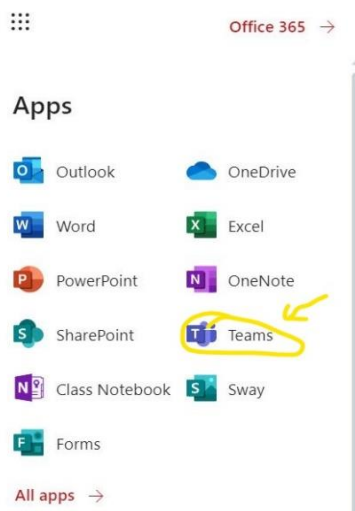 Office 365 →
Apps
Outlook
OneDrive
Word
Excel
PowerPoint
OneNote
SharePoint
Teams
Class Notebook
Sway
Forms
All apps →